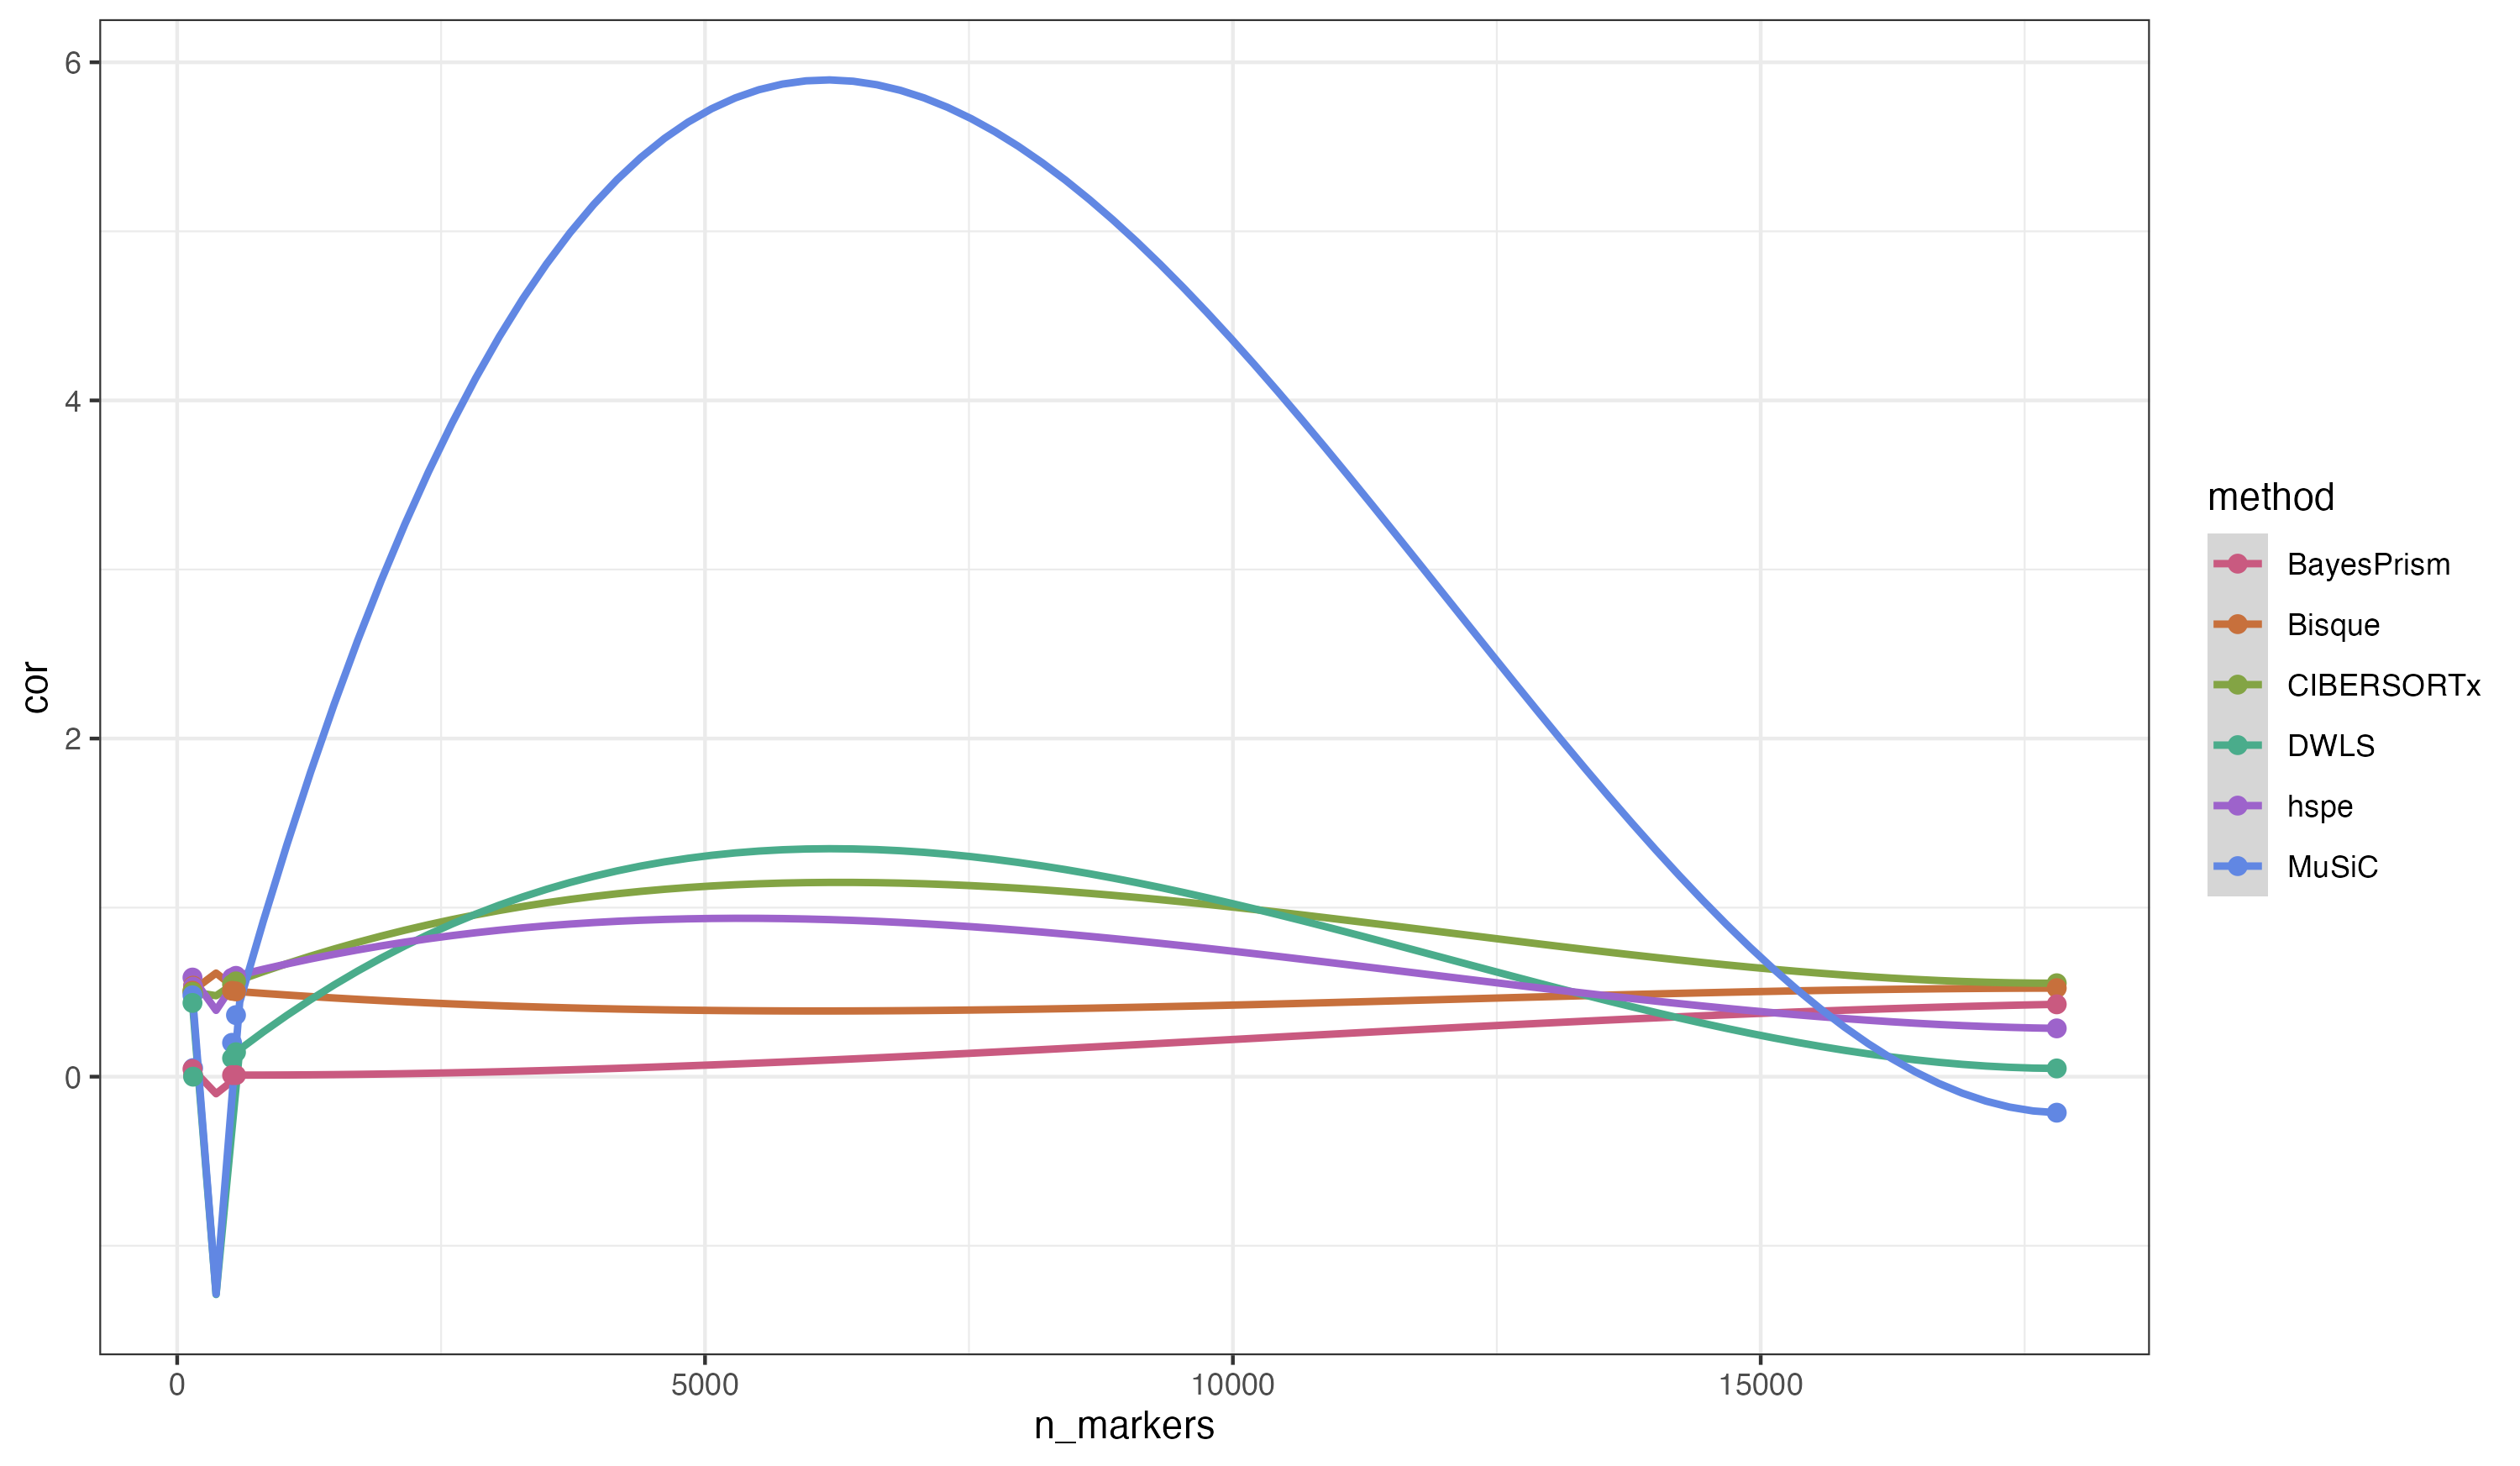 6
4
2
0
cor
0
5000
10000
15000
n_markers
method
BayesPrism
Bisque
CIBERSORTx
DWLS
hspe
MuSiC